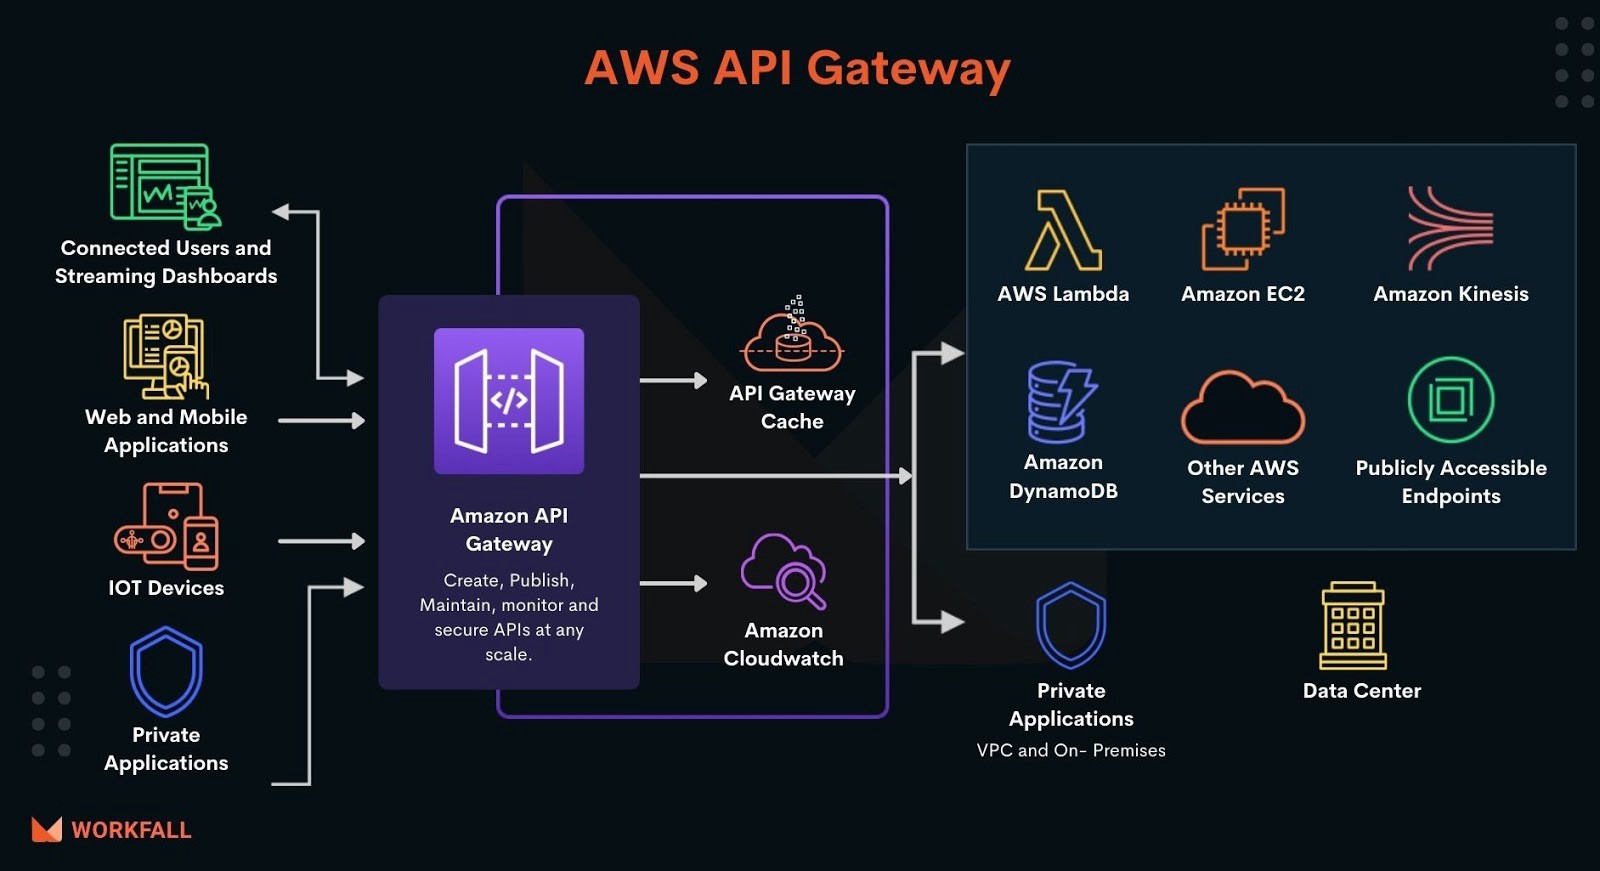 AWS API Gateway
Connected Users and
Streaming Dashboards
Web and Mobile
Applications
IOT Devices
Private
Applications
</>
Amazon API
Gateway
Create, Publish,
Maintain, monitor and
secure APIs at any
scale.
API Gateway
Cache
Amazon
Cloudwatch
AWS Lambda
Amazon EC2
Amazon Kinesis
Amazon
DynamoDB
Other AWS
Services
Publicly Accessible
Endpoints
Private
Applications
VPC and On- Premises
Data Center
WORKFALL